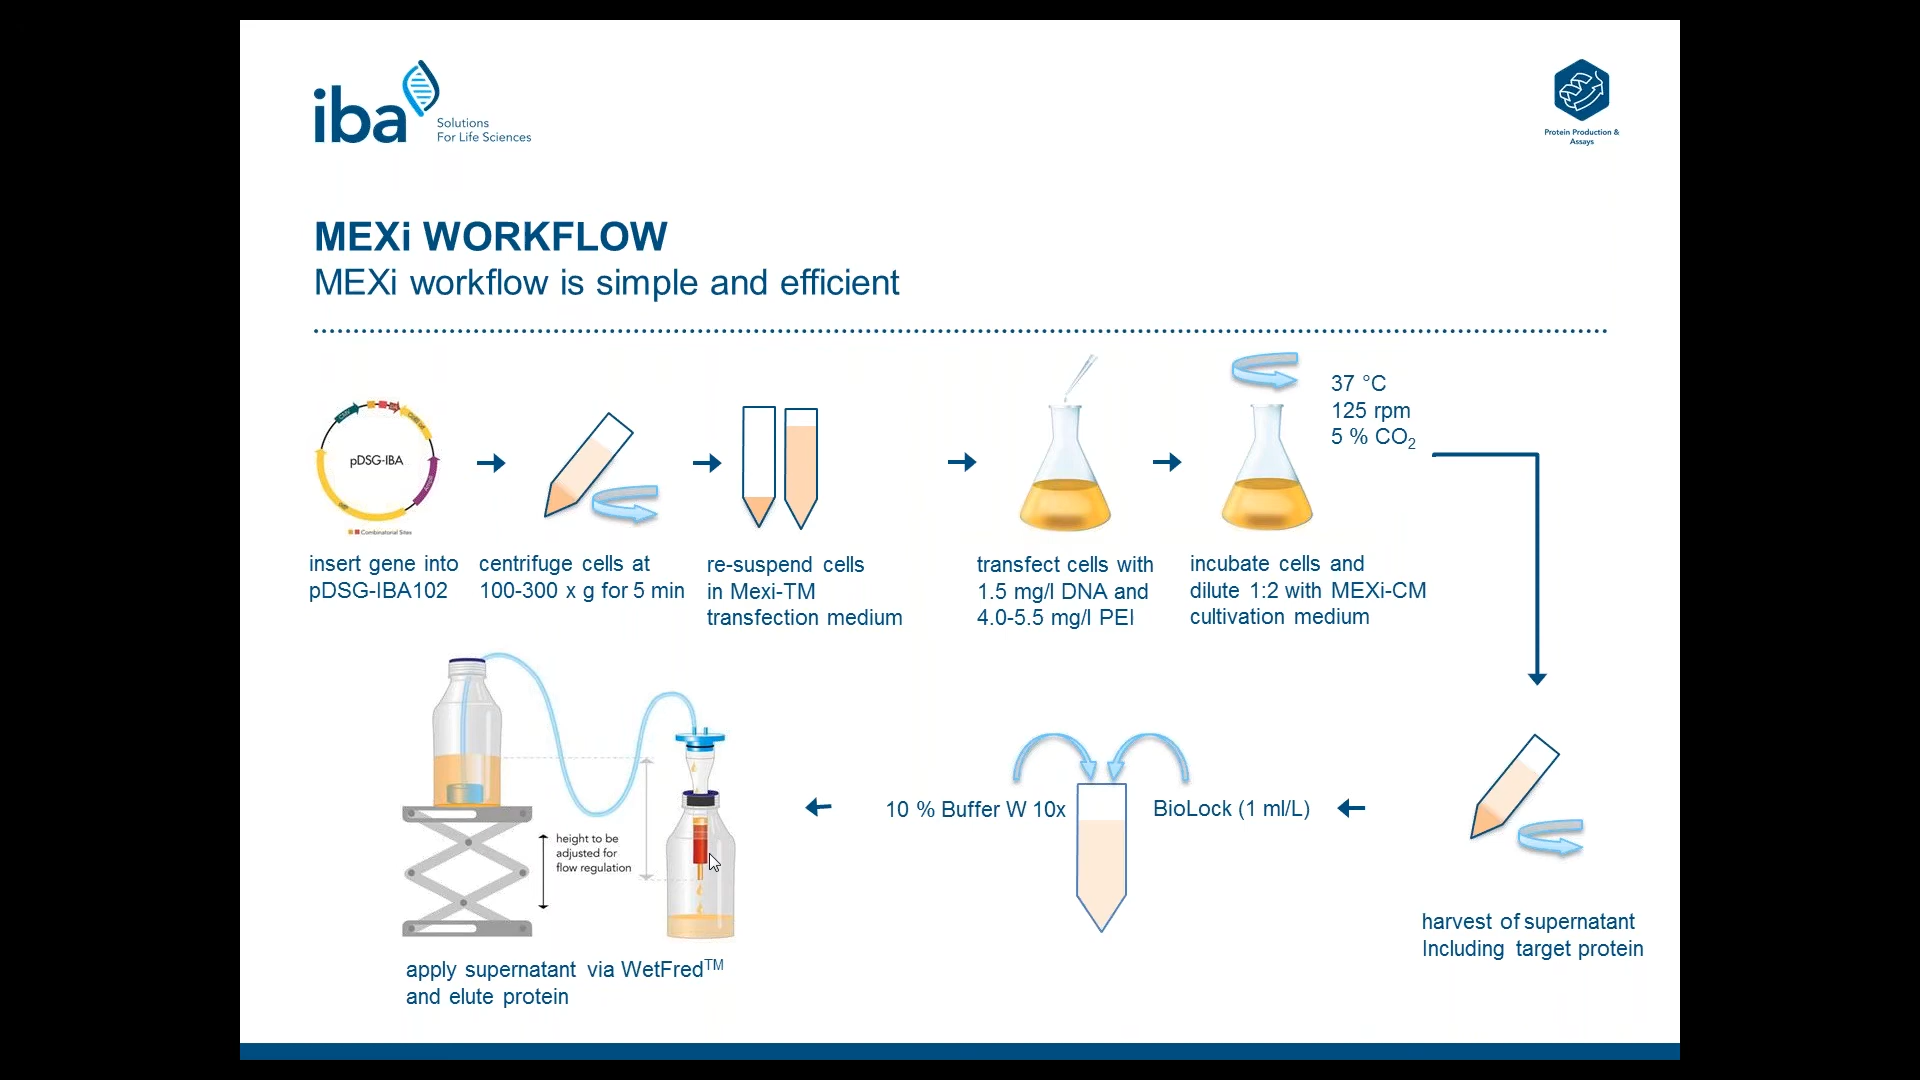 iba
Solutions
For Life Sciences
Protein Production &
Assays
MEXi WORKFLOW
MEXi workflow is simple and efficient
pDSG-IBA
Combinatorial Sites
insert gene into
pDSG-IBA102
centrifuge cells at
100-300 x g for 5 min
re-suspend cells
in Mexi-TM
transfection medium
transfect cells with
1.5 mg/l DNA and
4.0-5.5 mg/l PEI
37 °C
125 rpm
5 % CO₂
incubate cells and
dilute 1:2 with MEXi-CM
cultivation medium
harvest of supernatant
Including target protein
BioLock (1 ml/L)
10 % Buffer W 10x
height to be
adjusted for
flow regulation
apply supernatant via WetFred™
and elute protein